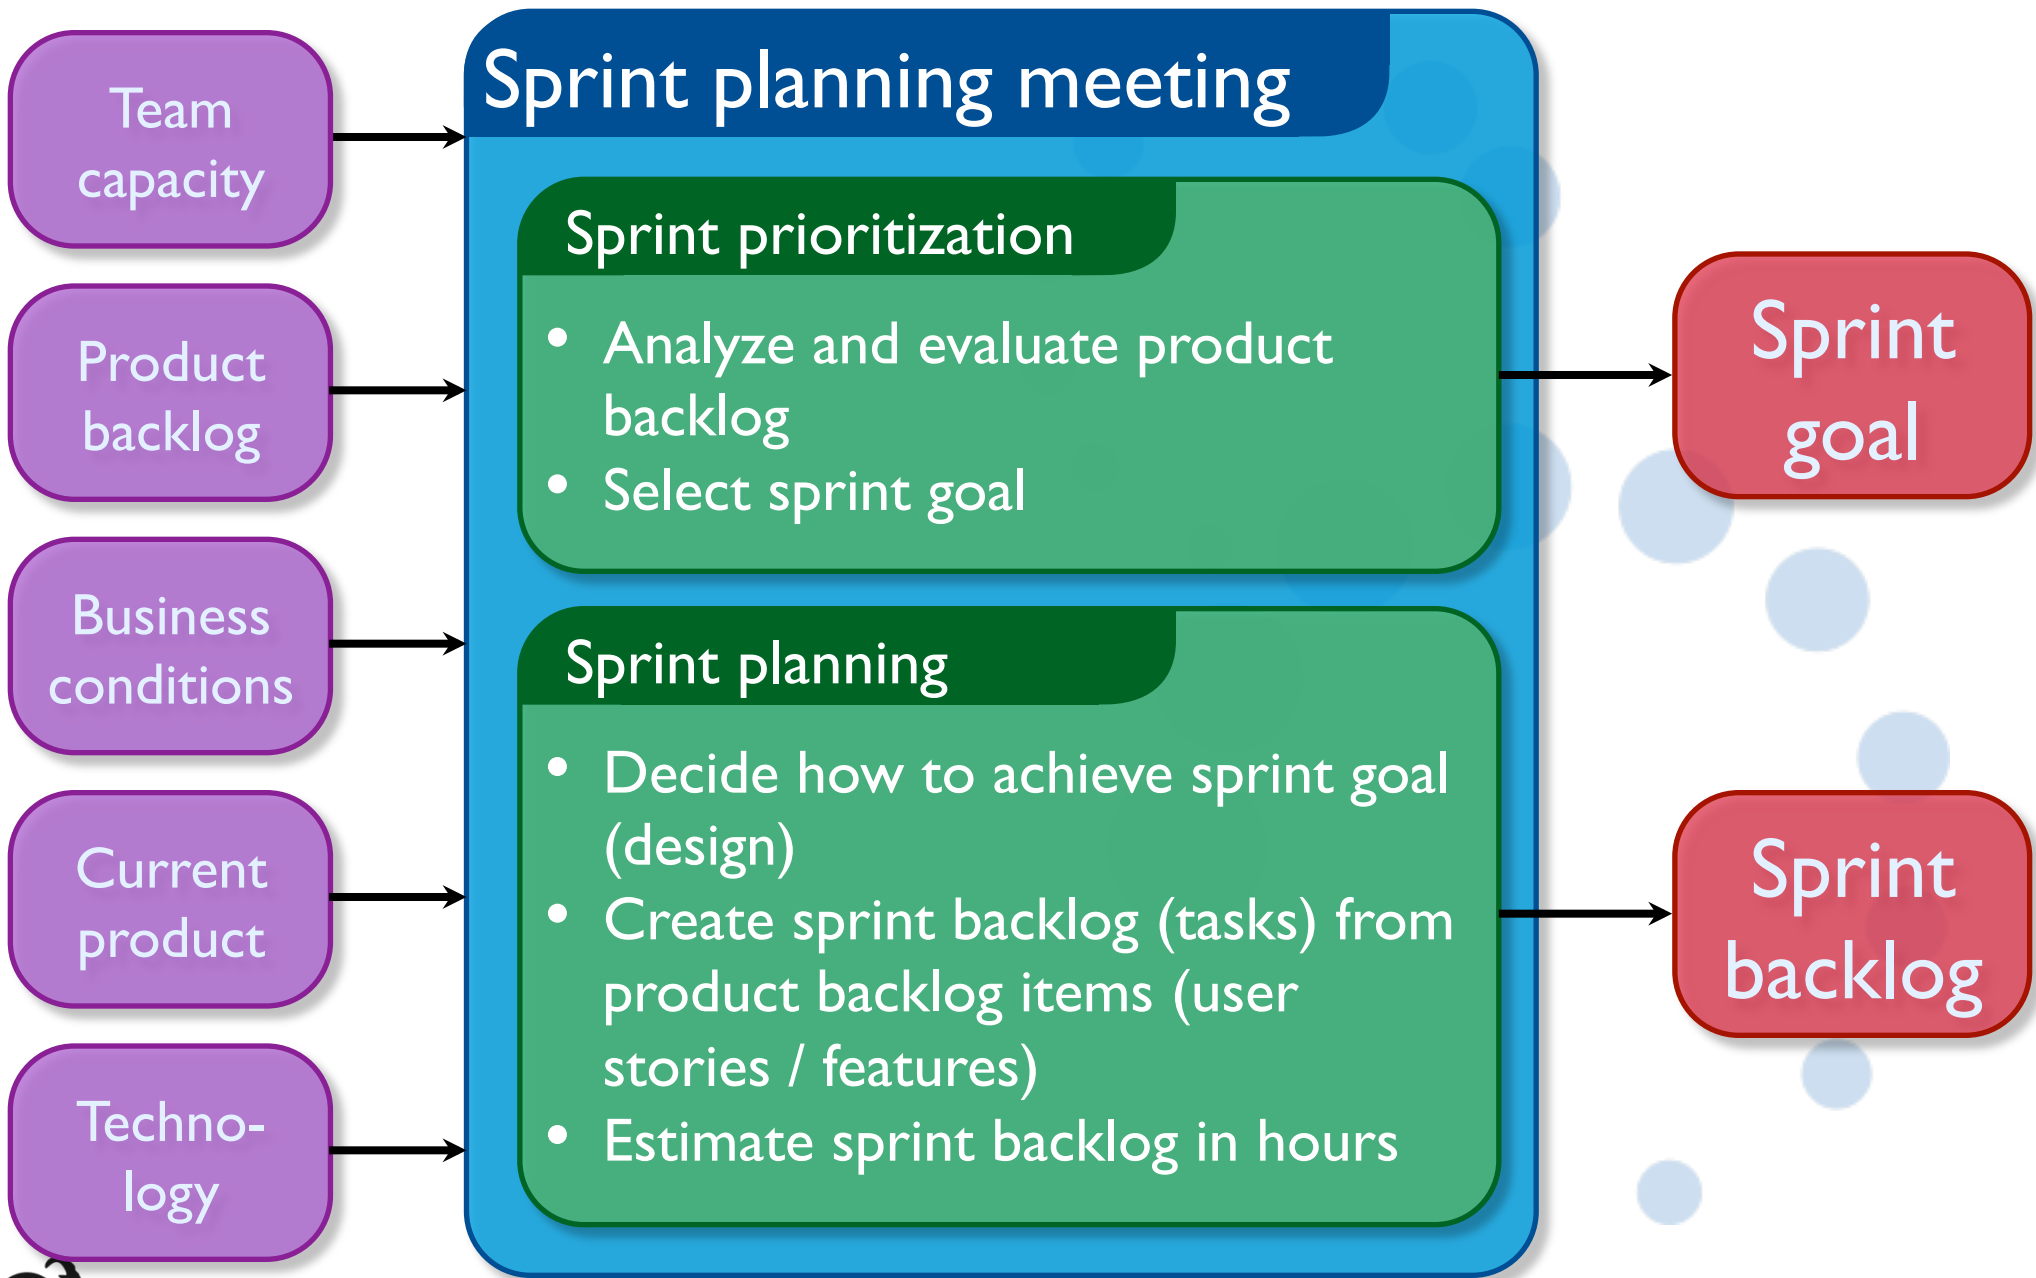 Team
capacity
Product
backlog
Business
conditions
Current
product
Techno-
logy
Sprint planning meeting
Sprint prioritization
• Analyze and evaluate product
backlog
• Select sprint goal
Sprint planning
• Decide how to achieve sprint goal
(design)
• Create sprint backlog (tasks) from
product backlog items (user
stories / features)
• Estimate sprint backlog in hours
Sprint
goal
Sprint
backlog